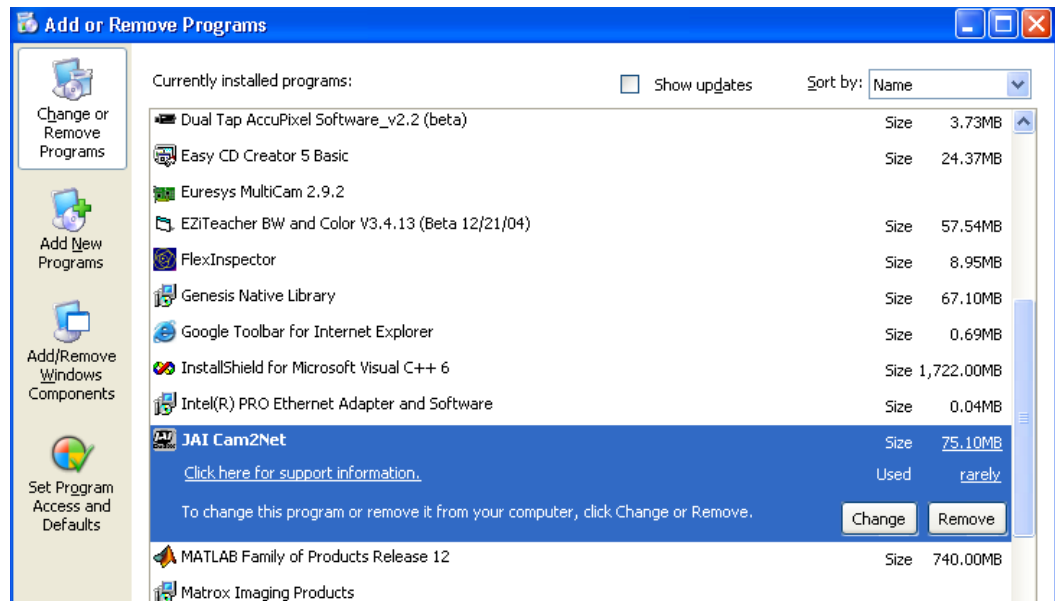 Add or Remove Programs
Change or
Remove
Programs
Add New
Programs
Add/Remove
Windows
Components
Set Program
Access and
Defaults
Currently installed programs:
Show updates
Sort by: Name
Dual Tap AccuPixel Software_v2.2 (beta) Size 3.73MB
Easy CD Creator 5 Basic Size 24.37MB
Euresys MultiCam 2.9.2
EZiTeacher BW and Color V3.4.13 (Beta 12/21/04) Size 57.54MB
FlexInspector Size 8.95MB
Genesis Native Library Size 67.10MB
Google Toolbar for Internet Explorer Size 0.69MB
InstallShield for Microsoft Visual C++ 6 Size 1,722.00MB
Intel(R) PRO Ethernet Adapter and Software Size 0.04MB
JAI Cam2Net Size 75.10MB
Click here for support information. Used rarely
To change this program or remove it from your computer, click Change or Remove. Change Remove
MATLAB Family of Products Release 12 Size 740.00MB
Matrox Imaging Products